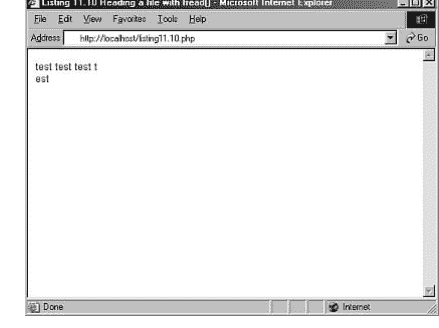 Listing 11.10 Reading a file with fread() - Microsoft Internet Explorer
File Edit View Favorites Tools Help
Address http://localhost/listing11.10.php Go
test test test t
est
Done Internet